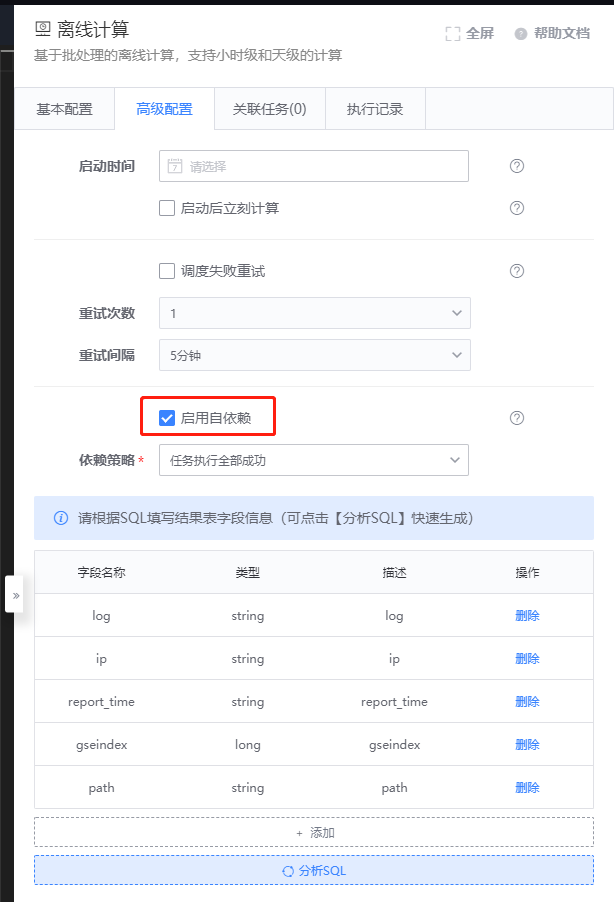 离线计算
全屏
帮助文档
基于批处理的离线计算，支持小时级和天级的计算
基本配置
高级配置
关联任务(0)
执行记录
启动时间
请选择
启动后立刻计算
调度失败重试
重试次数
1
重试间隔
5分钟
启用自依赖
依赖策略 *
任务执行全部成功
请根据SQL填写结果表字段信息（可点击【分析SQL】快速生成）
字段名称 类型 描述 操作
log string log 删除
ip string ip 删除
report_time string report_time 删除
gseindex long gseindex 删除
path string path 删除
+ 添加
分析SQL